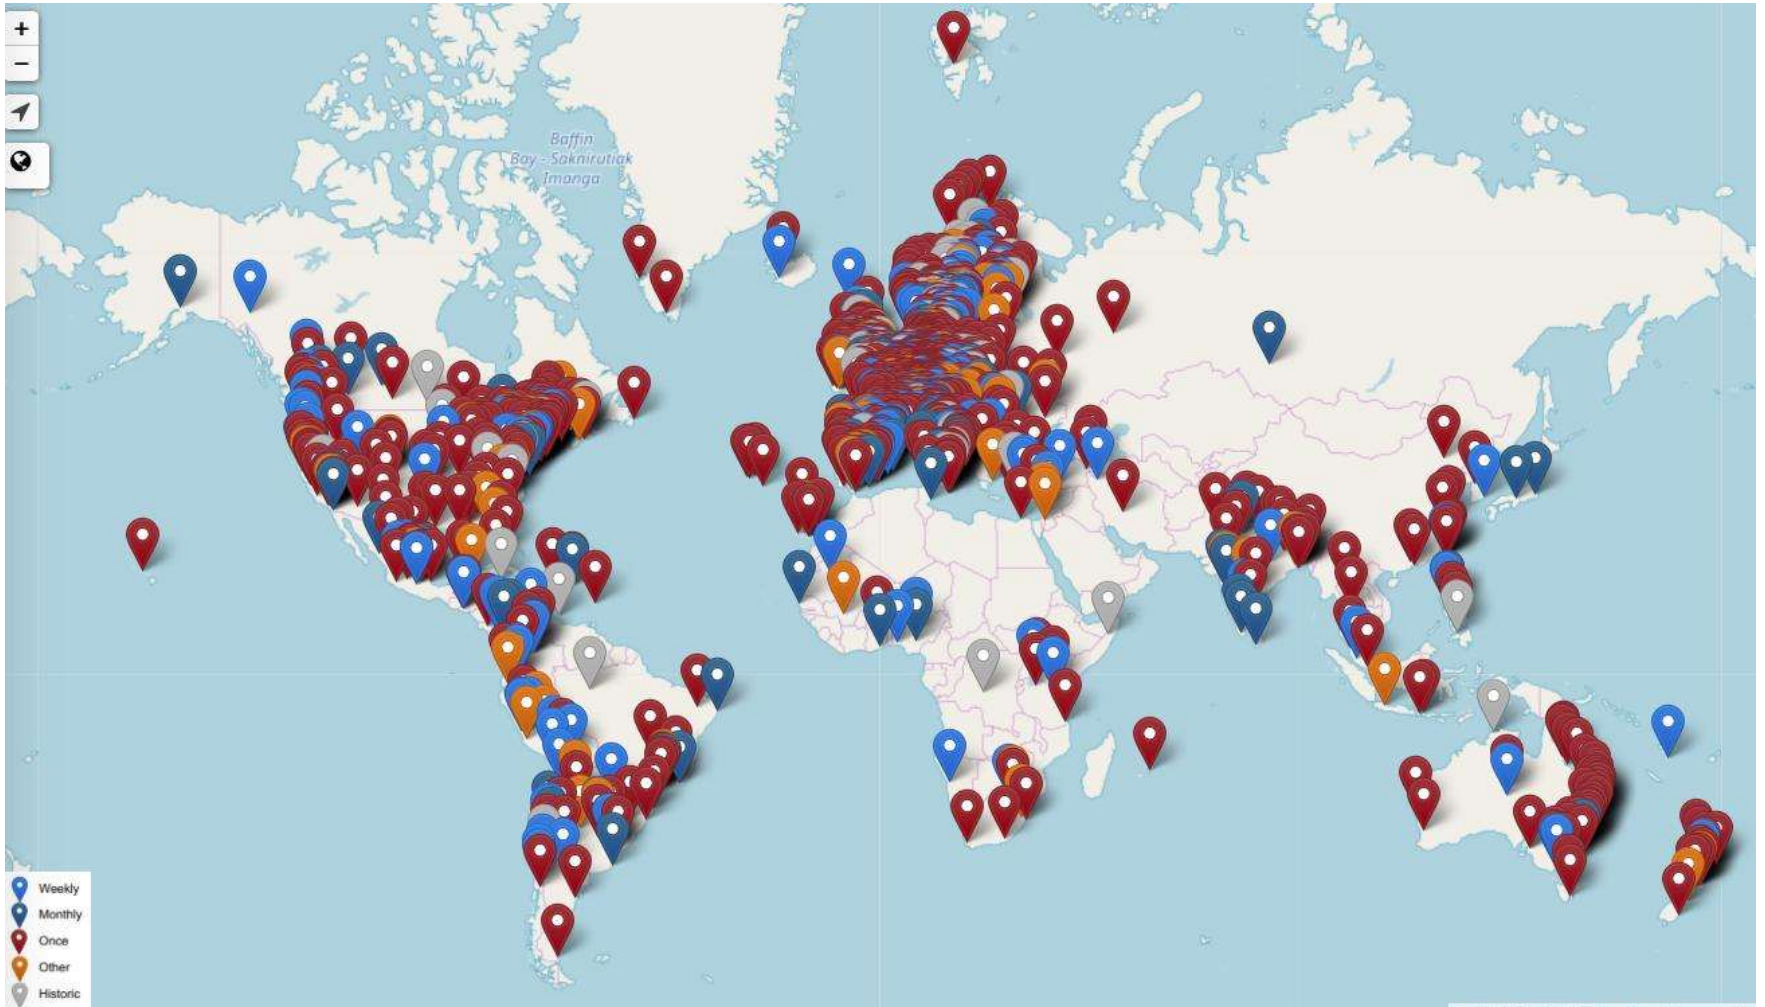 +
−
Baffin
Bay - Saknirutiak
Imanga
Weekly
Monthly
Once
Other
Historic